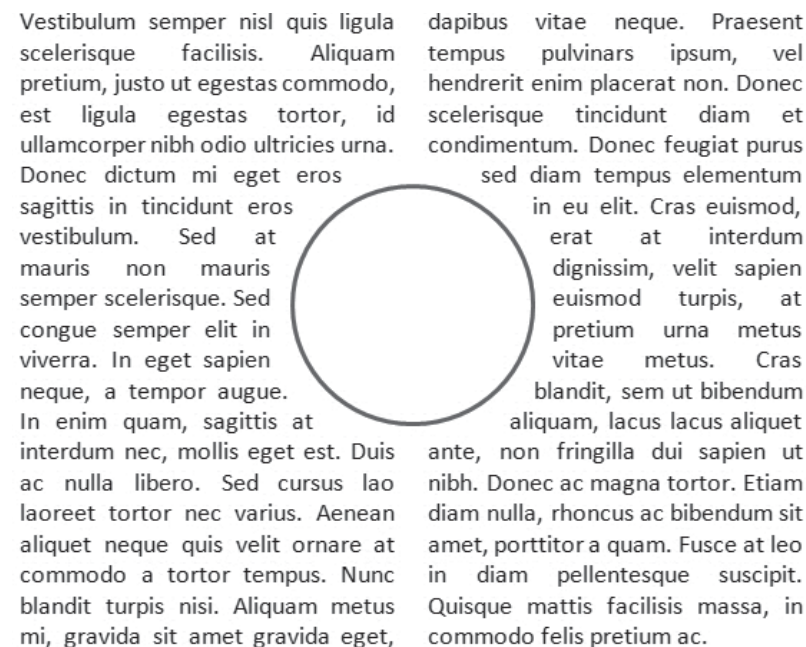 Vestibulum semper nisl quis ligula
scelerisque facilisis. Aliquam
pretium, justo ut egestas commodo,
est ligula egestas tortor, id
ullamcorper nibh odio ultricies urna.
Donec dictum mi eget eros
sagittis in tincidunt eros
vestibulum. Sed at
mauris non mauris
semper scelerisque. Sed
congue semper elit in
viverra. In eget sapien
neque, a tempor augue.
In enim quam, sagittis at
interdum nec, mollis eget est. Duis
ac nulla libero. Sed cursus lao
laoreet tortor nec varius. Aenean
aliquet neque quis velit ornare at
commodo a tortor tempus. Nunc
blandit turpis nisi. Aliquam metus
mi, gravida sit amet gravida eget,
dapibus vitae neque. Praesent
tempus pulvinars ipsum, vel
hendrerit enim placerat non. Donec
scelerisque tincidunt diam et
condimentum. Donec feugiat purus
sed diam tempus elementum
in eu elit. Cras euismod,
erat at interdum
dignissim, velit sapien
euismod turpis, at
pretium urna metus
vitae metus. Cras
blandit, sem ut bibendum
aliquam, lacus lacus aliquet
ante, non fringilla dui sapien ut
nibh. Donec ac magna tortor. Etiam
diam nulla, rhoncus ac bibendum sit
amet, porttitor a quam. Fusce at leo
in diam pellentesque suscipit.
Quisque mattis facilisis massa, in
commodo felis pretium ac.